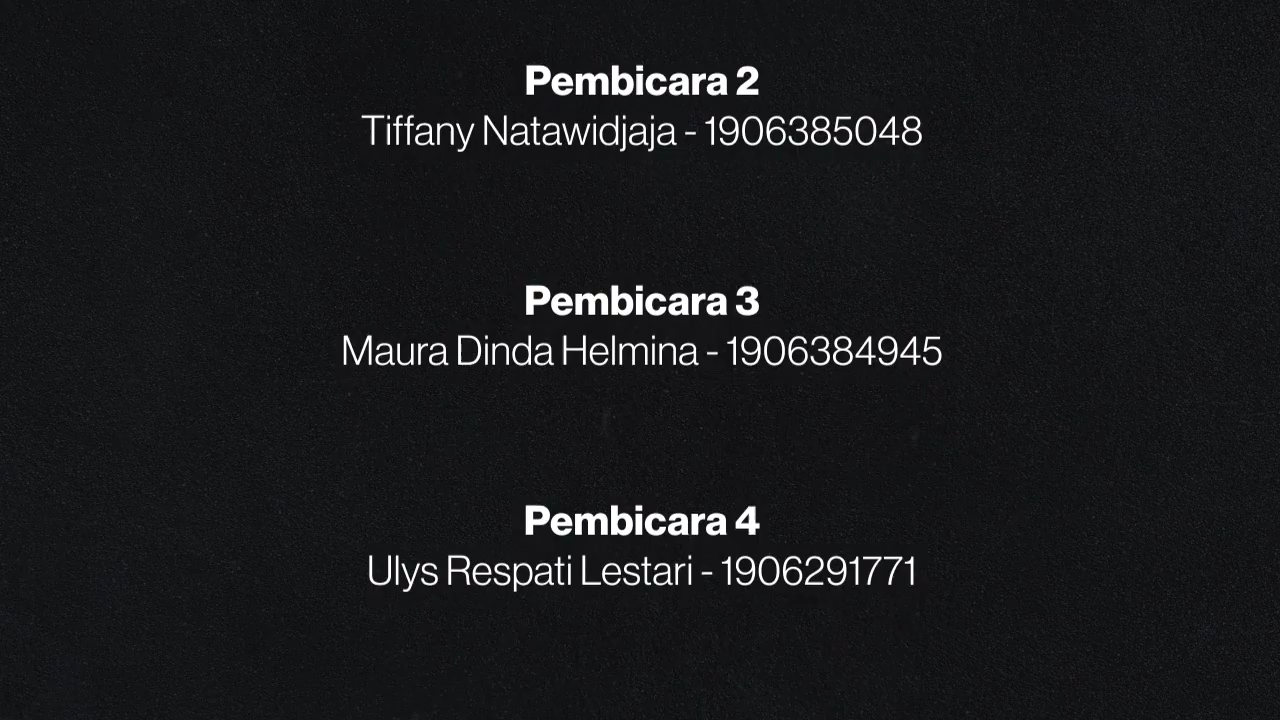 Pembicara 2
Tiffany Natawidjaja - 1906385048
Pembicara 3
Maura Dinda Helmina - 1906384945
Pembicara 4
Ulys Respati Lestari - 1906291771